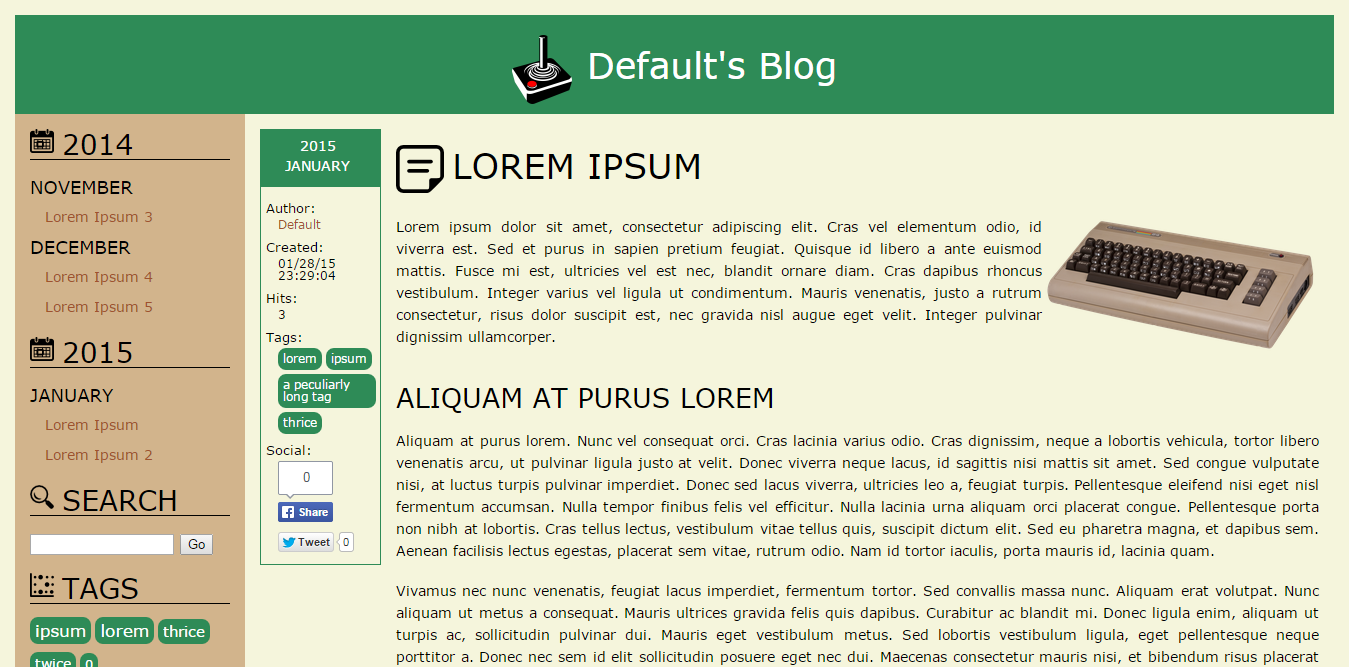 Default's Blog
2014
NOVEMBER
Lorem Ipsum 3
DECEMBER
Lorem Ipsum 4
Lorem Ipsum 5
2015
JANUARY
Lorem Ipsum
Lorem Ipsum 2
SEARCH
Go
TAGS
ipsum lorem thrice
twice 0
2015
JANUARY
Author:
Default
Created:
01/28/15
23:29:04
Hits:
3
Tags:
lorem ipsum
a peculiarly
long tag
thrice
Social:
0
Share
Tweet 0
LOREM IPSUM
Lorem ipsum dolor sit amet, consectetur adipiscing elit. Cras vel elementum odio, id
viverra est. Sed et purus in sapien pretium feugiat. Quisque id libero a ante euismod
mattis. Fusce mi est, ultricies vel est nec, blandit ornare diam. Cras dapibus rhoncus
vestibulum. Integer varius vel ligula ut condimentum. Mauris venenatis, justo a rutrum
consectetur, risus dolor suscipit est, nec gravida nisl augue eget velit. Integer pulvinar
dignissim ullamcorper.
ALIQUAM AT PURUS LOREM
Aliquam at purus lorem. Nunc vel consequat orci. Cras lacinia varius odio. Cras dignissim, neque a lobortis vehicula, tortor libero
venenatis arcu, ut pulvinar ligula justo at velit. Donec viverra neque lacus, id sagittis nisi mattis sit amet. Sed congue vulputate
nisi, at luctus turpis pulvinar imperdiet. Donec sed lacus viverra, ultricies leo a, feugiat turpis. Pellentesque eleifend nisi eget nisl
fermentum accumsan. Nulla tempor finibus felis vel efficitur. Nulla lacinia urna aliquam orci placerat congue. Pellentesque porta
non nibh at lobortis. Cras tellus lectus, vestibulum vitae tellus quis, suscipit dictum elit. Sed eu pharetra magna, et dapibus sem.
Aenean facilisis lectus egestas, placerat sem vitae, rutrum odio. Nam id tortor iaculis, porta mauris id, lacinia quam.
Vivamus nec nunc venenatis, feugiat lacus imperdiet, fermentum tortor. Sed convallis massa nunc. Aliquam erat volutpat. Nunc
aliquam ut metus a consequat. Mauris ultrices gravida felis quis dapibus. Curabitur ac blandit mi. Donec ligula enim, aliquam ut
turpis ac, sollicitudin pulvinar dui. Mauris eget vestibulum metus. Sed lobortis vestibulum ligula, eget pellentesque neque
porttitor a. Donec nec sem id elit sollicitudin posuere eget nec dui. Maecenas consectetur mauris nisi, et bibendum risus placerat